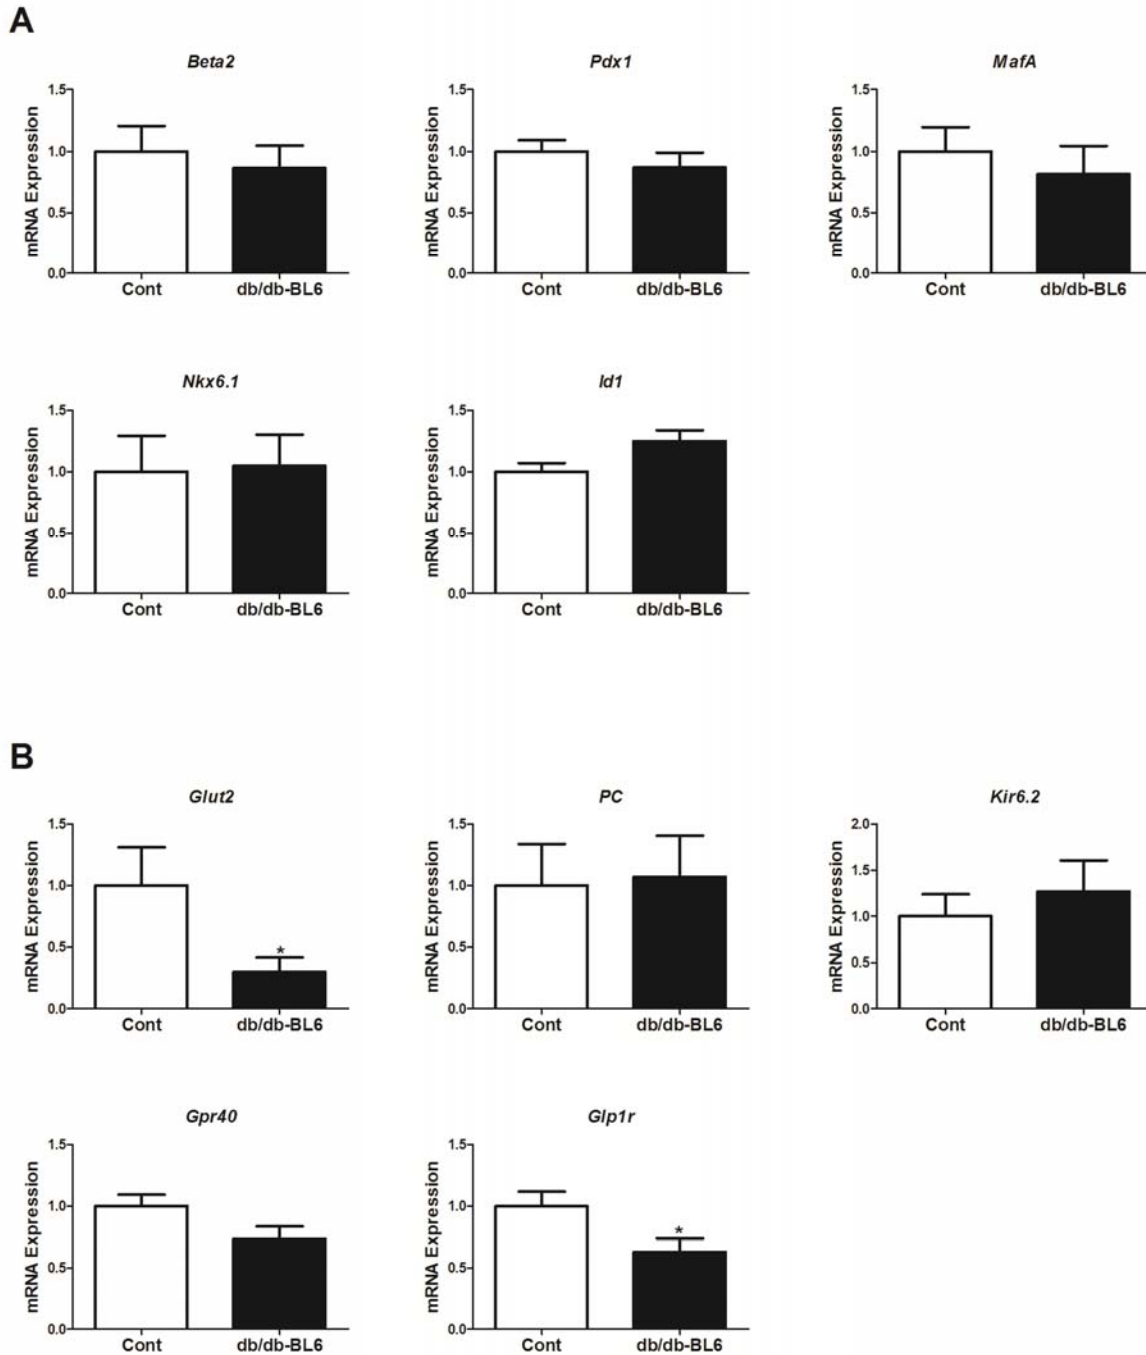 A
Beta2
Pdx1
MafA
mRNA Expression
1.5
1.0
0.5
0.0
Cont
db/db-BL6
mRNA Expression
1.5
1.0
0.5
0.0
Cont
db/db-BL6
mRNA Expression
1.5
1.0
0.5
0.0
Cont
db/db-BL6
Nkx6.1
Id1
mRNA Expression
1.5
1.0
0.5
0.0
Cont
db/db-BL6
mRNA Expression
1.5
1.0
0.5
0.0
Cont
db/db-BL6
B
Glut2
PC
Kir6.2
mRNA Expression
1.5
1.0
0.5
0.0
*
Cont
db/db-BL6
mRNA Expression
1.5
1.0
0.5
0.0
Cont
db/db-BL6
mRNA Expression
2.0
1.5
1.0
0.5
0.0
Cont
db/db-BL6
Gpr40
Glp1r
mRNA Expression
1.5
1.0
0.5
0.0
Cont
db/db-BL6
mRNA Expression
1.5
1.0
0.5
0.0
*
Cont
db/db-BL6